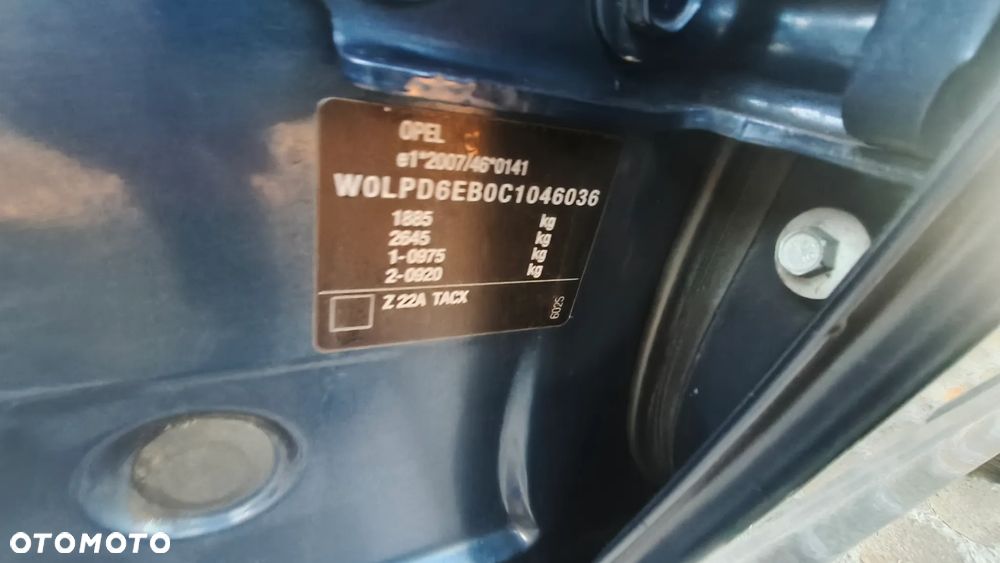 OPEL
e1*2007/46*0141
W0LPD6EB0C1046036
1885 kg
2645 kg
1-0975 kg
2-0920 kg
Z 22A TACX
6025
OTOMOTO